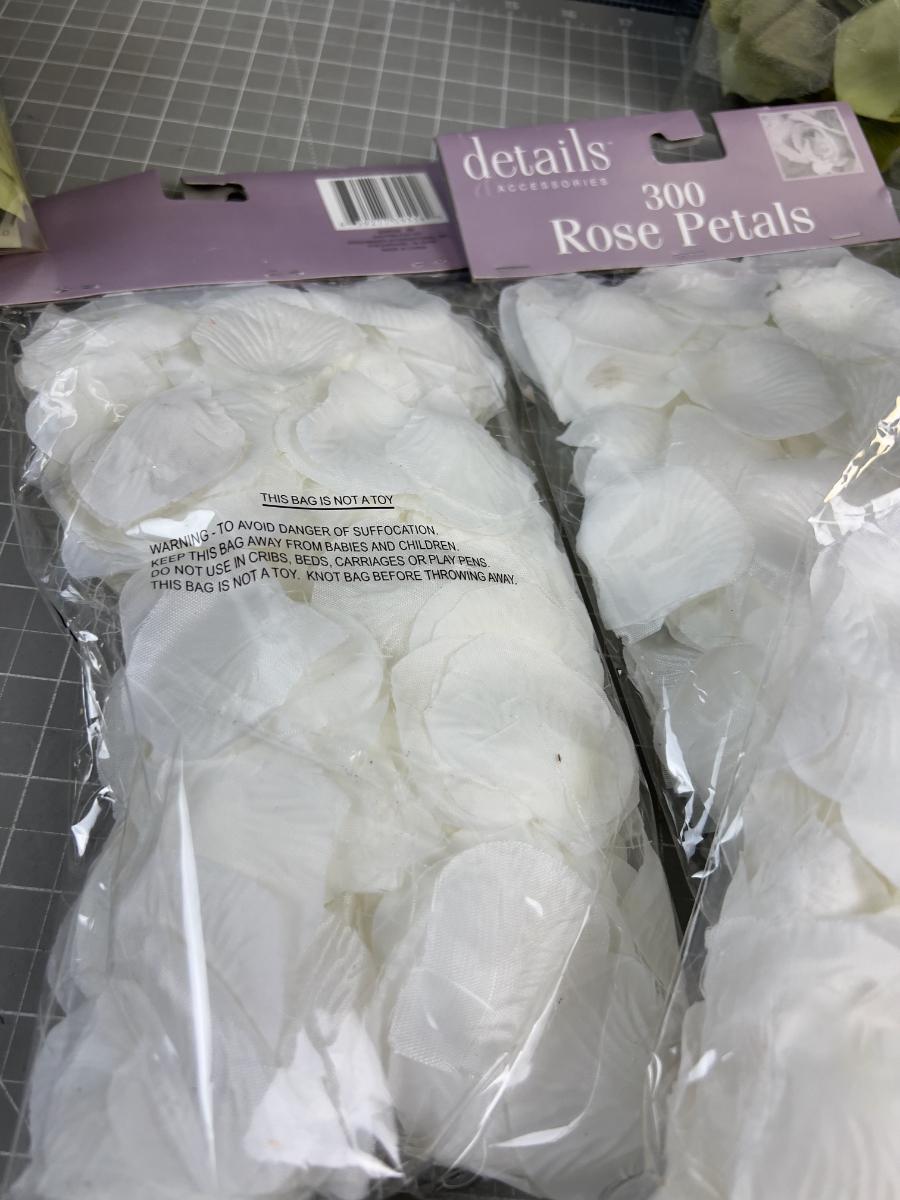 details
ACCESSORIES
300
Rose Petals
THIS BAG IS NOT A TOY
WARNING - TO AVOID DANGER OF SUFFOCATION.
KEEP THIS BAG AWAY FROM BABIES AND CHILDREN.
DO NOT USE IN CRIBS, BEDS, CARRIAGES OR PLAY PENS.
THIS BAG IS NOT A TOY. KNOT BAG BEFORE THROWING AWAY.